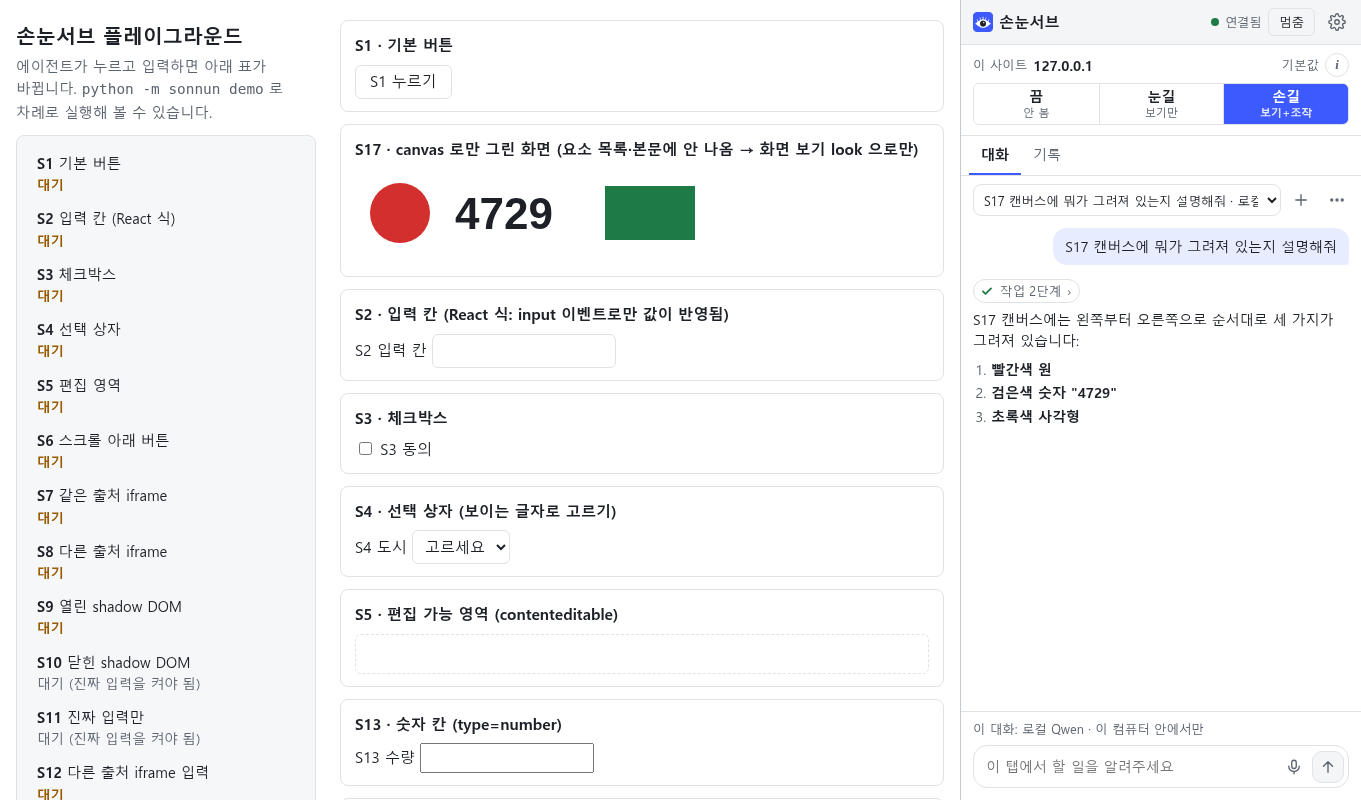 손눈서브 플레이그라운드
에이전트가 누르고 입력하면 아래 표가
바뀝니다. python -m sonnun demo 로
차례로 실행해 볼 수 있습니다.
S1 기본 버튼
대기
S2 입력 칸 (React 식)
대기
S3 체크박스
대기
S4 선택 상자
대기
S5 편집 영역
대기
S6 스크롤 아래 버튼
대기
S7 같은 출처 iframe
대기
S8 다른 출처 iframe
대기
S9 열린 shadow DOM
대기
S10 닫힌 shadow DOM
대기 (진짜 입력을 켜야 됨)
S11 진짜 입력만
대기 (진짜 입력을 켜야 됨)
S12 다른 출처 iframe 입력
대기
S1 · 기본 버튼
S1 누르기
S17 · canvas 로만 그린 화면 (요소 목록·본문에 안 나옴 → 화면 보기 look 으로만)
4729
S2 · 입력 칸 (React 식: input 이벤트로만 값이 반영됨)
S2 입력 칸
S3 · 체크박스
S3 동의
S4 · 선택 상자 (보이는 글자로 고르기)
S4 도시 고르세요
S5 · 편집 가능 영역 (contenteditable)
S13 · 숫자 칸 (type=number)
S13 수량
손눈서브 연결됨 멈춤
이 사이트 127.0.0.1 기본값 i
끔 눈길 손길
안 봄 보기만 보기+조작
대화 기록
S17 캔버스에 뭐가 그려져 있는지 설명해줘 · 로컬
S17 캔버스에 뭐가 그려져 있는지 설명해줘
작업 2단계 ›
S17 캔버스에는 왼쪽부터 오른쪽으로 순서대로 세 가지가
그려져 있습니다:
1. 빨간색 원
2. 검은색 숫자 "4729"
3. 초록색 사각형
이 대화: 로컬 Qwen · 이 컴퓨터 안에서만
이 탭에서 할 일을 알려주세요